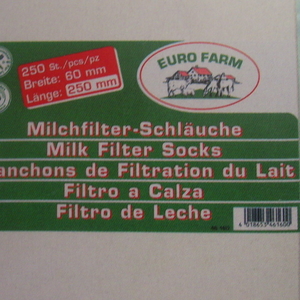 250 St./pcs/pz
Breite: 60 mm
Länge: 250 mm
EURO FARM
Milchfilter-Schläuche
Milk Filter Socks
anchons de Filtration du Lait
Filtro a Calza
Filtro de Leche